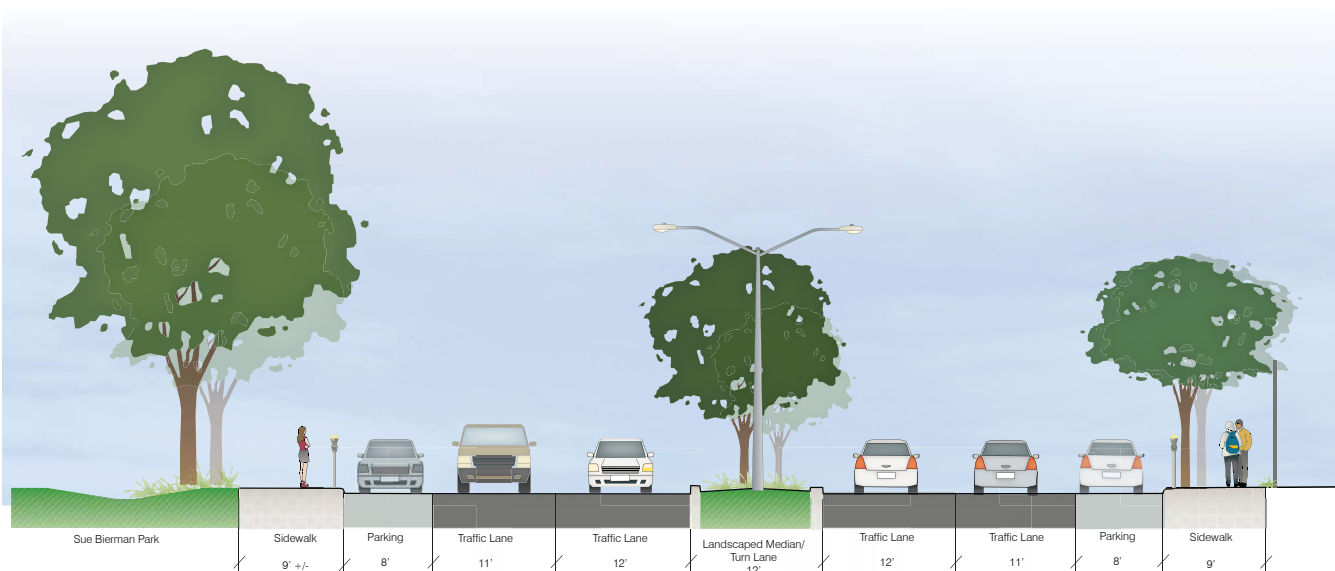 Sue Bierman Park
Sidewalk
9’ +/-
Parking
8’
Traffic Lane
11’
Traffic Lane
12’
Landscaped Median/
Turn Lane
12’
Traffic Lane
12’
Traffic Lane
11’
Parking
8’
Sidewalk
9’